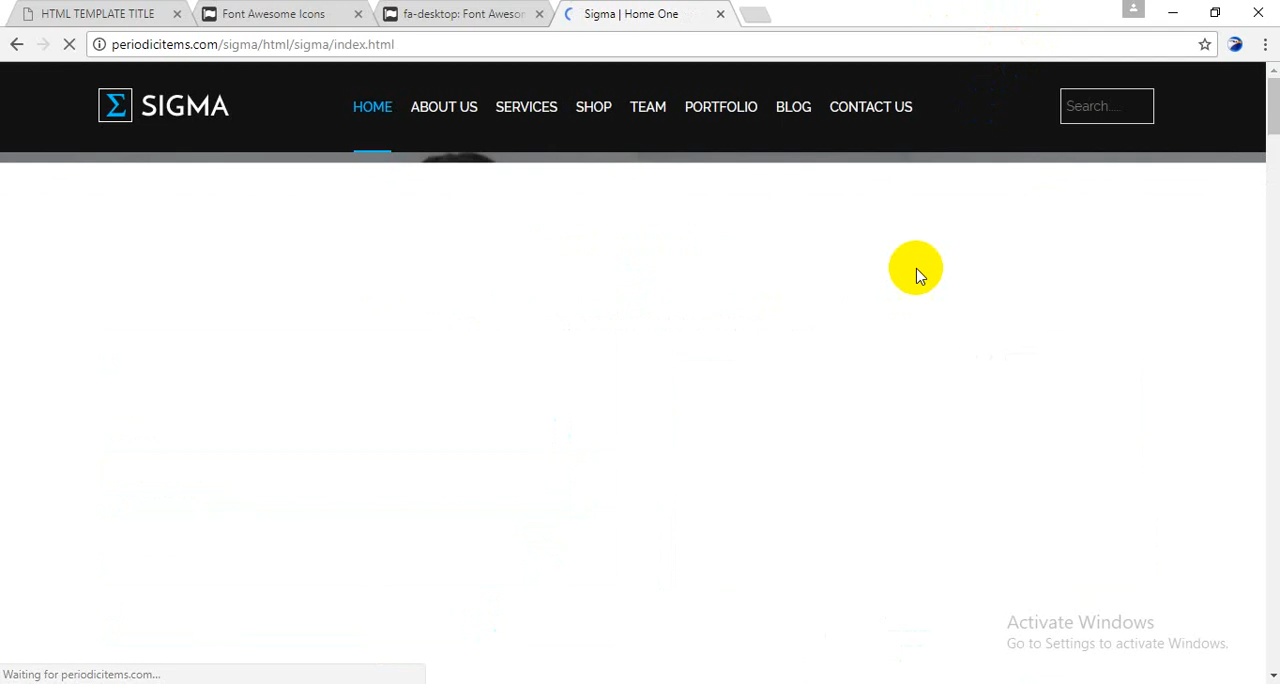 HTML TEMPLATE TITLE
Font Awesome Icons
fa-desktop: Font Aweso
Sigma | Home One
periodicitems.com/sigma/html/sigma/index.html
Σ SIGMA
HOME
ABOUT US
SERVICES
SHOP
TEAM
PORTFOLIO
BLOG
CONTACT US
Search....
Activate Windows
Go to Settings to activate Windows.
Waiting for periodicitems.com...